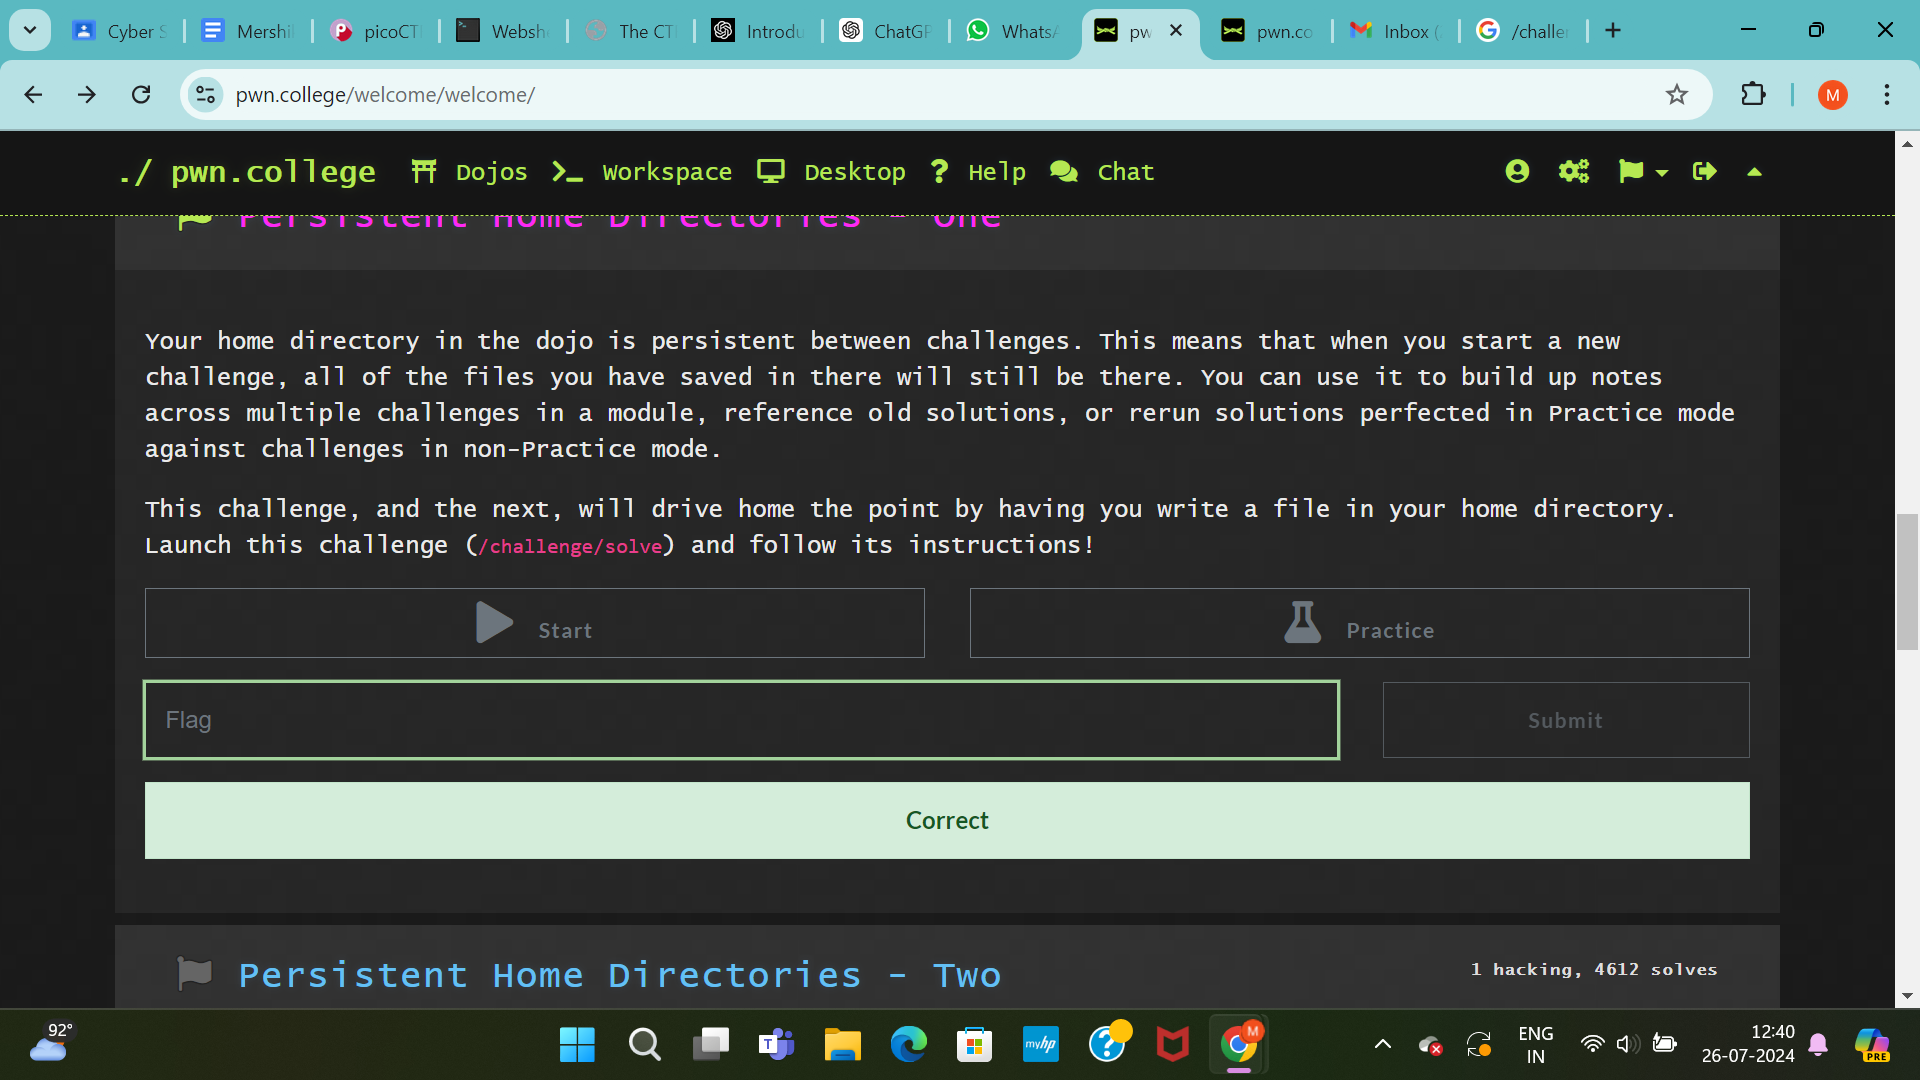 Cyber S
Mershi
picoCT
Websh
The CT
Introdu
ChatGP
Whats
pw
pwn.co
Inbox (
/challe
pwn.college/welcome/welcome/
M
./ pwn.college
Dojos
Workspace
Desktop
Help
Chat
Persistent Home Directories - One
Your home directory in the dojo is persistent between challenges. This means that when you start a new
challenge, all of the files you have saved in there will still be there. You can use it to build up notes
across multiple challenges in a module, reference old solutions, or rerun solutions perfected in Practice mode
against challenges in non-Practice mode.
This challenge, and the next, will drive home the point by having you write a file in your home directory.
Launch this challenge (/challenge/solve) and follow its instructions!
Start
Practice
Flag
Submit
Correct
Persistent Home Directories - Two
1 hacking, 4612 solves
92°
myhp
M
ENG
IN
12:40
26-07-2024
PRE